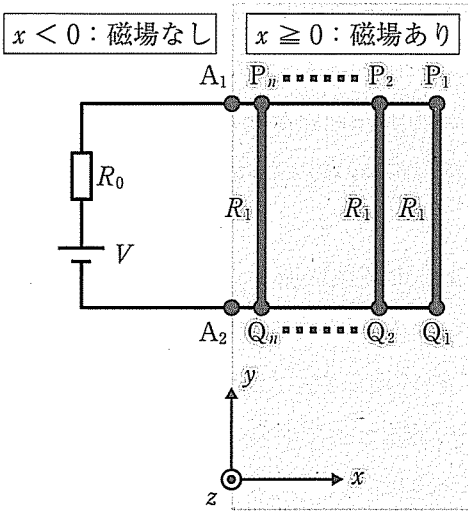 x < 0：磁場なし
x ≧ 0：磁場あり
A₁ Pₙ P₂ P₁
R₀
R₁ R₁ R₁
V
A₂ Qₙ Q₂ Q₁
y
z x